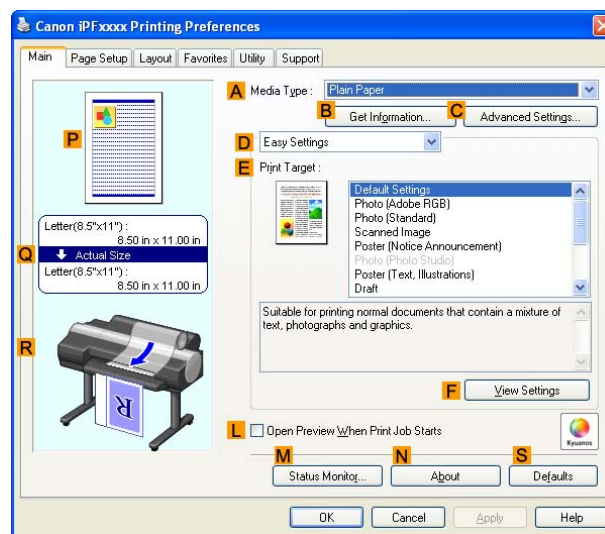 Canon iPFxxxx Printing Preferences
Main Page Setup Layout Favorites Utility Support
A Media Type : Plain Paper
B Get Information... C Advanced Settings...
D Easy Settings
E Print Target :
P
Default Settings
Photo (Adobe RGB)
Photo (Standard)
Scanned Image
Poster (Notice Announcement)
Photo (Photo Studio)
Poster (Text, Illustrations)
Draft
Letter(8.5"x11") :
8.50 in x 11.00 in
Q Actual Size
Letter(8.5"x11") :
8.50 in x 11.00 in
Suitable for printing normal documents that contain a mixture of
text, photographs and graphics.
R
R
F View Settings
L Open Preview When Print Job Starts
Kyuanos
M N S
Status Monitor... About Defaults
OK Cancel Apply Help